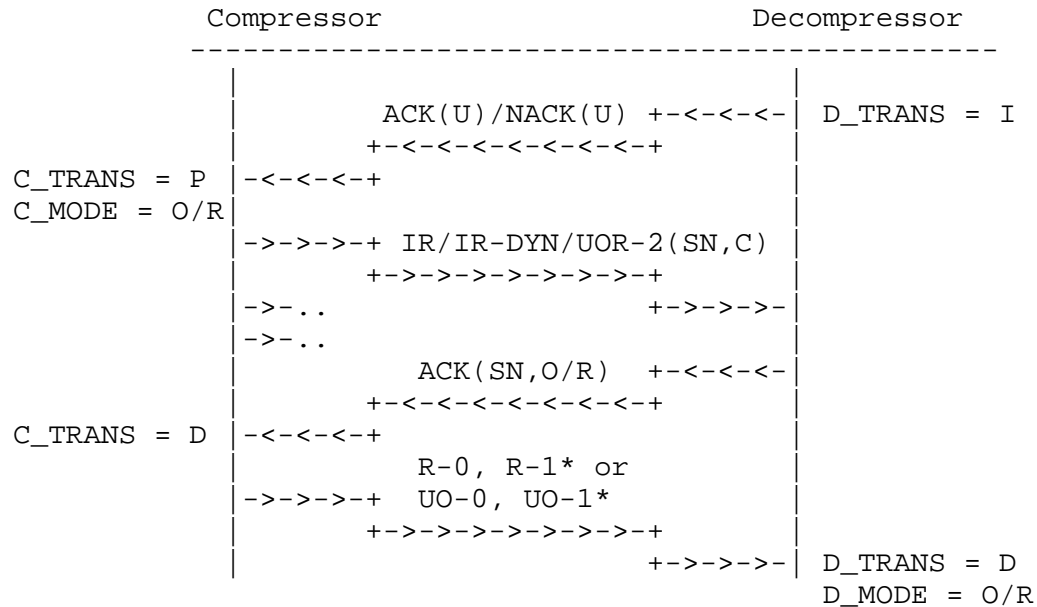 Compressor                     Decompressor
----------------------------------------------
|                                |
|        ACK(U)/NACK(U) +-<-<-<-|  D_TRANS = I
|       +-<-<-<-<-<-<-<-+       |
C_TRANS = P |-<-<-<-+                       |
C_MODE = O/R|                                |
|->->->-+ IR/IR-DYN/UOR-2(SN,C) |
|       +->->->->->->->-+       |
|->-..                  +->->->-|
|->-..                          |
|          ACK(SN,O/R)  +-<-<-<-|
|       +-<-<-<-<-<-<-<-+       |
C_TRANS = D |-<-<-<-+                       |
|          R-0, R-1* or         |
|->->->-+  UO-0, UO-1*          |
|       +->->->->->->->-+       |
|                       +->->->-|  D_TRANS = D
D_MODE = O/R